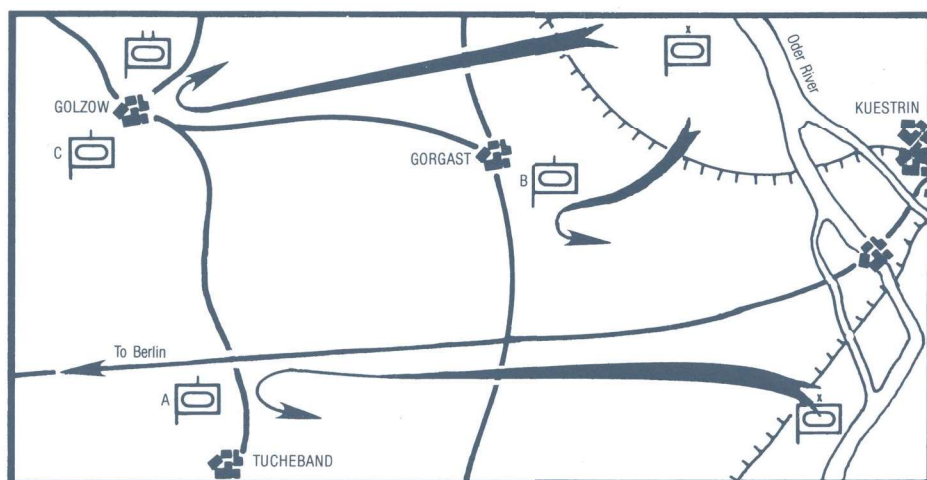 GOLZOW
C
GORGAST
B
x
Oder River
KUESTRIN
To Berlin
A
TUCHEBAND
x